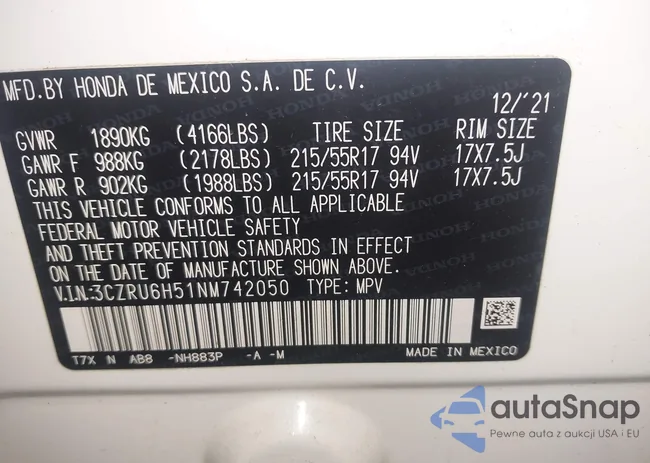 MFD.BY HONDA DE MEXICO S.A. DE C.V.
12/'21
GVWR 1890KG (4166LBS) TIRE SIZE RIM SIZE
GAWR F 988KG (2178LBS) 215/55R17 94V 17X7.5J
GAWR R 902KG (1988LBS) 215/55R17 94V 17X7.5J
THIS VEHICLE CONFORMS TO ALL APPLICABLE
FEDERAL MOTOR VEHICLE SAFETY
AND THEFT PREVENTION STANDARDS IN EFFECT
ON THE DATE OF MANUFACTURE SHOWN ABOVE.
V.I.N:3CZRU6H51NM742050 TYPE: MPV
T7X N AB8 -NH883P -A -M MADE IN MEXICO
autoSnap
Pewne auta z aukcji USA i EU